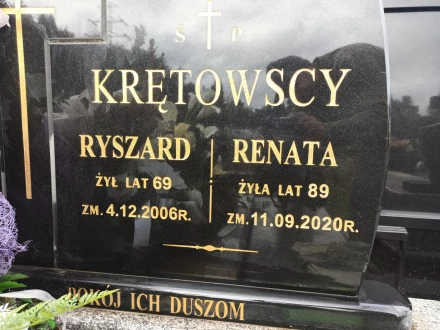 Ś P
KRĘTOWSCY
RYSZARD
ŻYŁ LAT 69
ZM. 4.12.2006R.
RENATA
ŻYŁA LAT 89
ZM. 11.09.2020R.
POKÓJ ICH DUSZOM